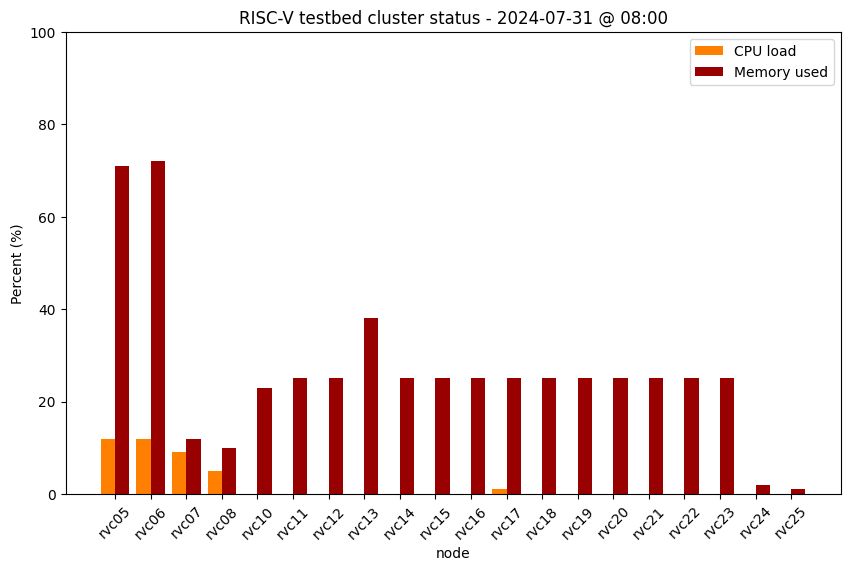 RISC-V testbed cluster status - 2024-07-31 @ 08:00
CPU load
Memory used
Percent (%)
100
80
60
40
20
0
rvc05
rvc06
rvc07
rvc08
rvc10
rvc11
rvc12
rvc13
rvc14
rvc15
rvc16
rvc17
rvc18
rvc19
rvc20
rvc21
rvc22
rvc23
rvc24
rvc25
node